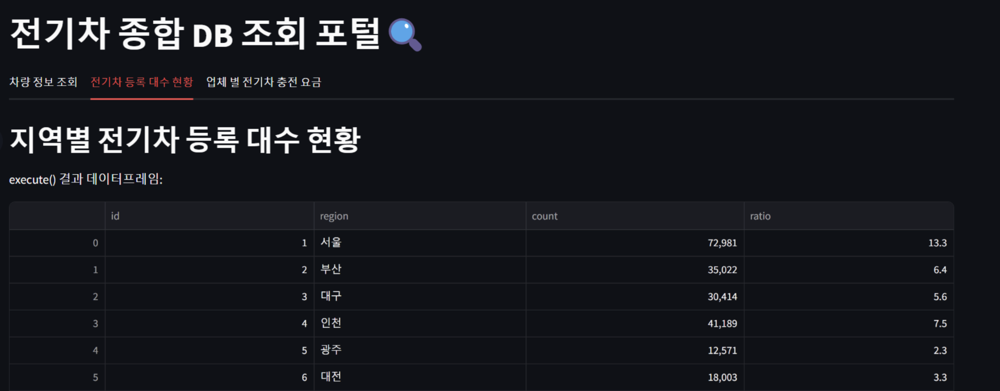 전기차 종합 DB 조회 포털
차량 정보 조회 전기차 등록 대수 현황 업체 별 전기차 충전 요금
지역별 전기차 등록 대수 현황
execute() 결과 데이터프레임:
id region count ratio
0 1 서울 72,981 13.3
1 2 부산 35,022 6.4
2 3 대구 30,414 5.6
3 4 인천 41,189 7.5
4 5 광주 12,571 2.3
5 6 대전 18,003 3.3